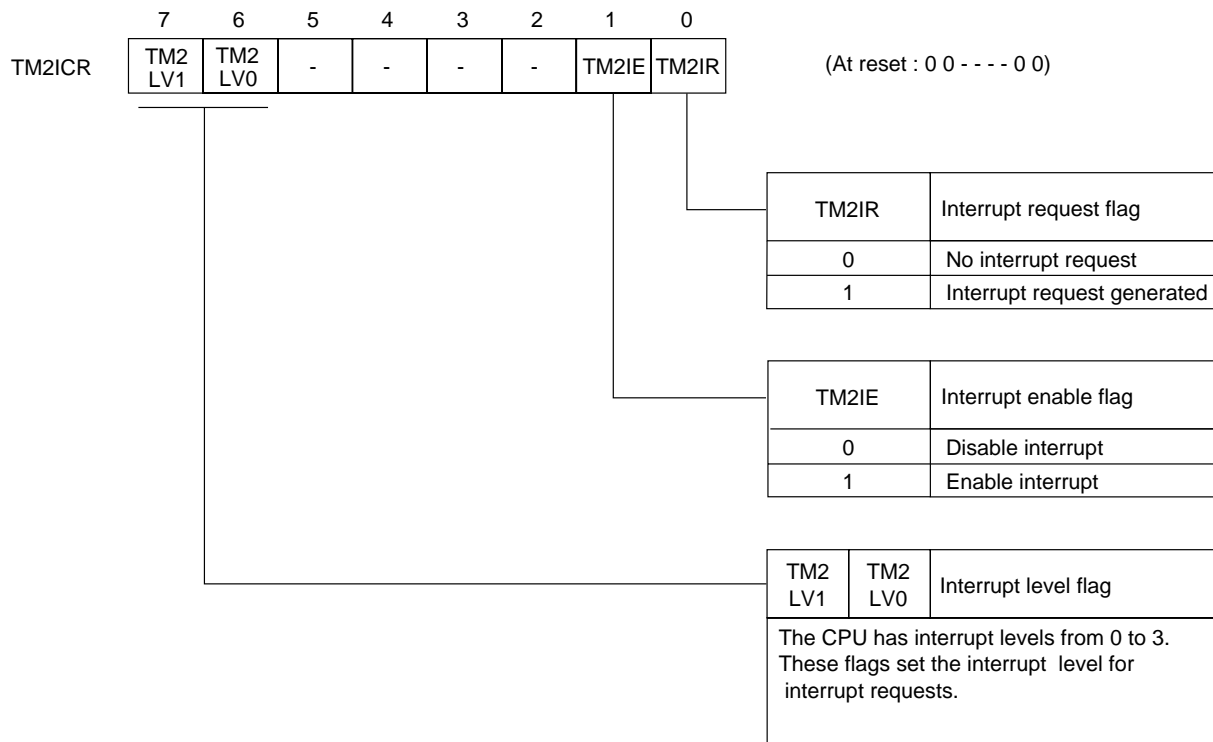 7 6 5 4 3 2 1 0
TM2ICR TM2 LV1 TM2 LV0 - - - - TM2IE TM2IR (At reset : 0 0 - - - - 0 0)
TM2IR Interrupt request flag
0 No interrupt request
1 Interrupt request generated
TM2IE Interrupt enable flag
0 Disable interrupt
1 Enable interrupt
TM2 LV1 TM2 LV0 Interrupt level flag
The CPU has interrupt levels from 0 to 3.
These flags set the interrupt level for
interrupt requests.